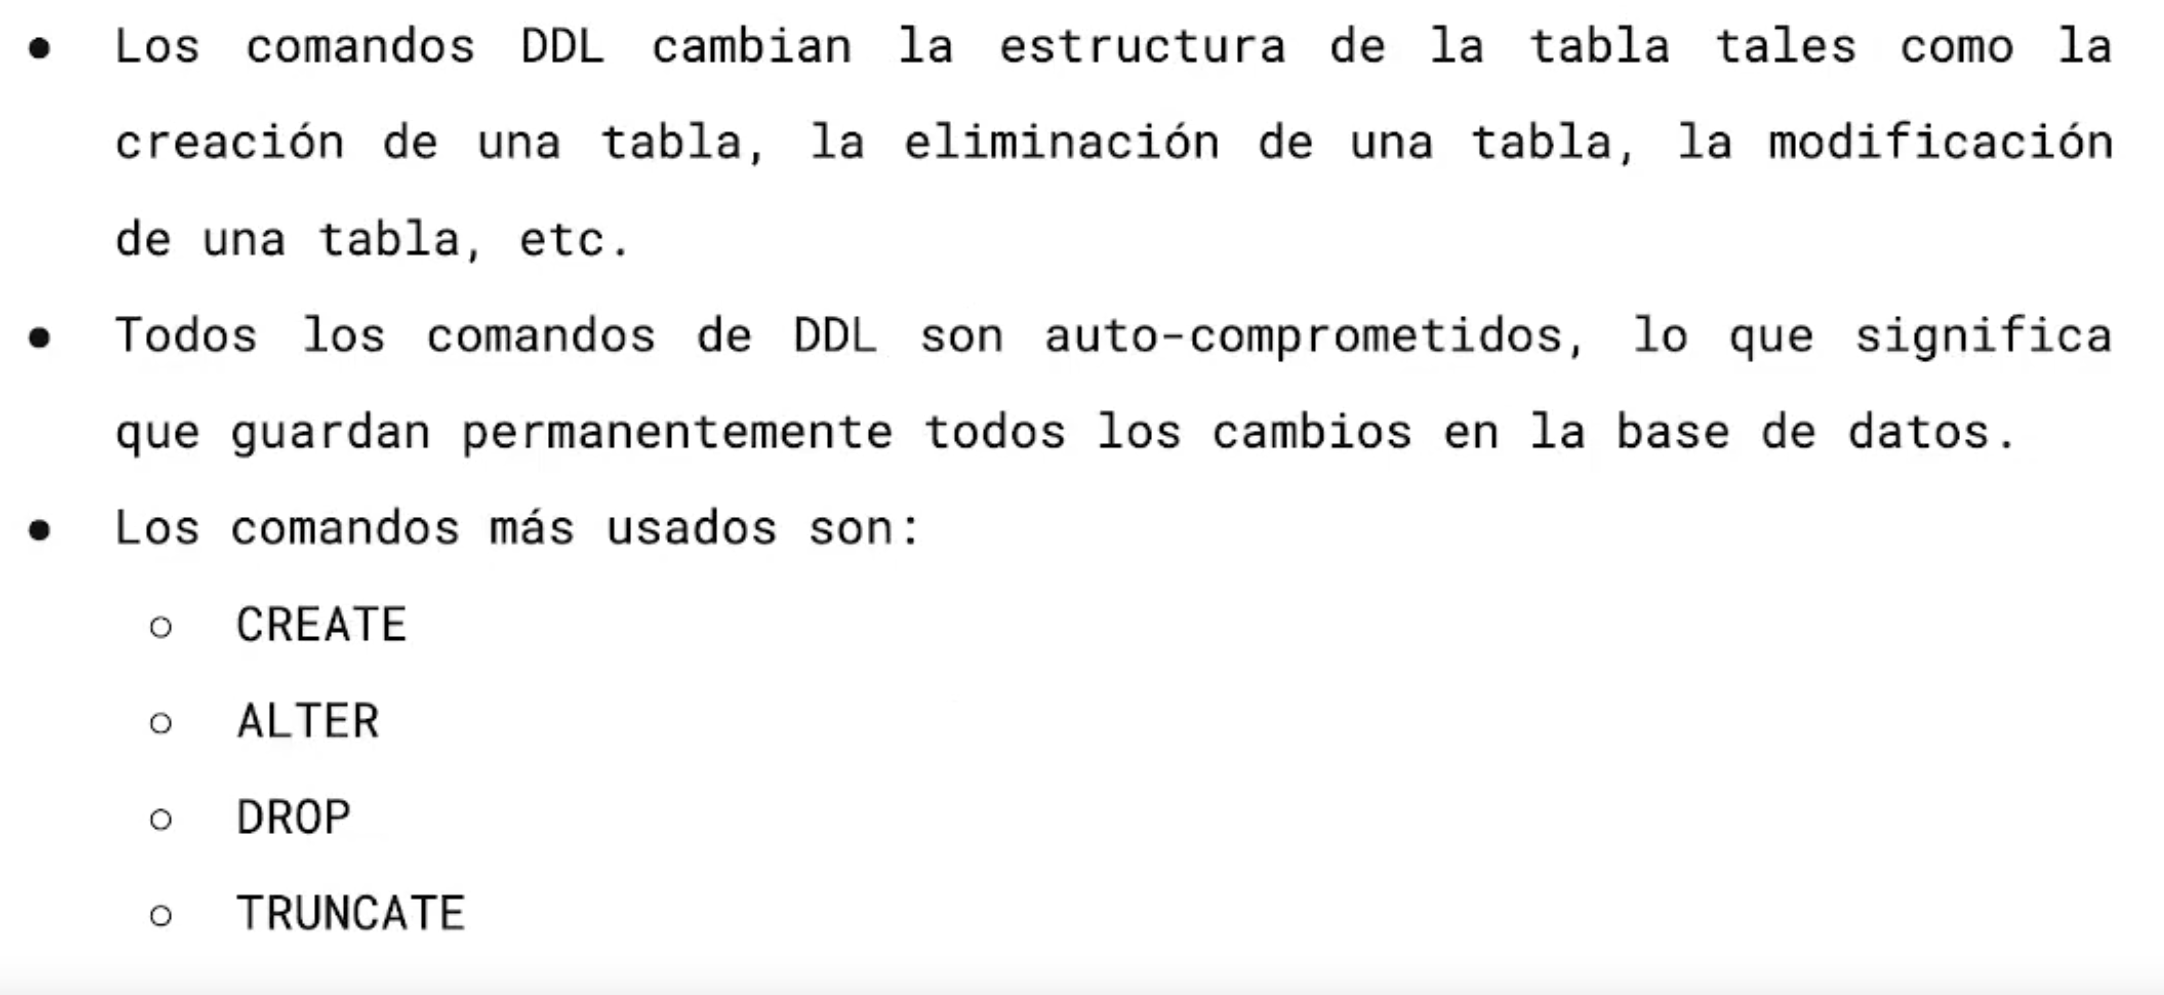 ● Los comandos DDL cambian la estructura de la tabla tales como la
creación de una tabla, la eliminación de una tabla, la modificación
de una tabla, etc.
● Todos los comandos de DDL son auto-comprometidos, lo que significa
que guardan permanentemente todos los cambios en la base de datos.
● Los comandos más usados son:
○ CREATE
○ ALTER
○ DROP
○ TRUNCATE